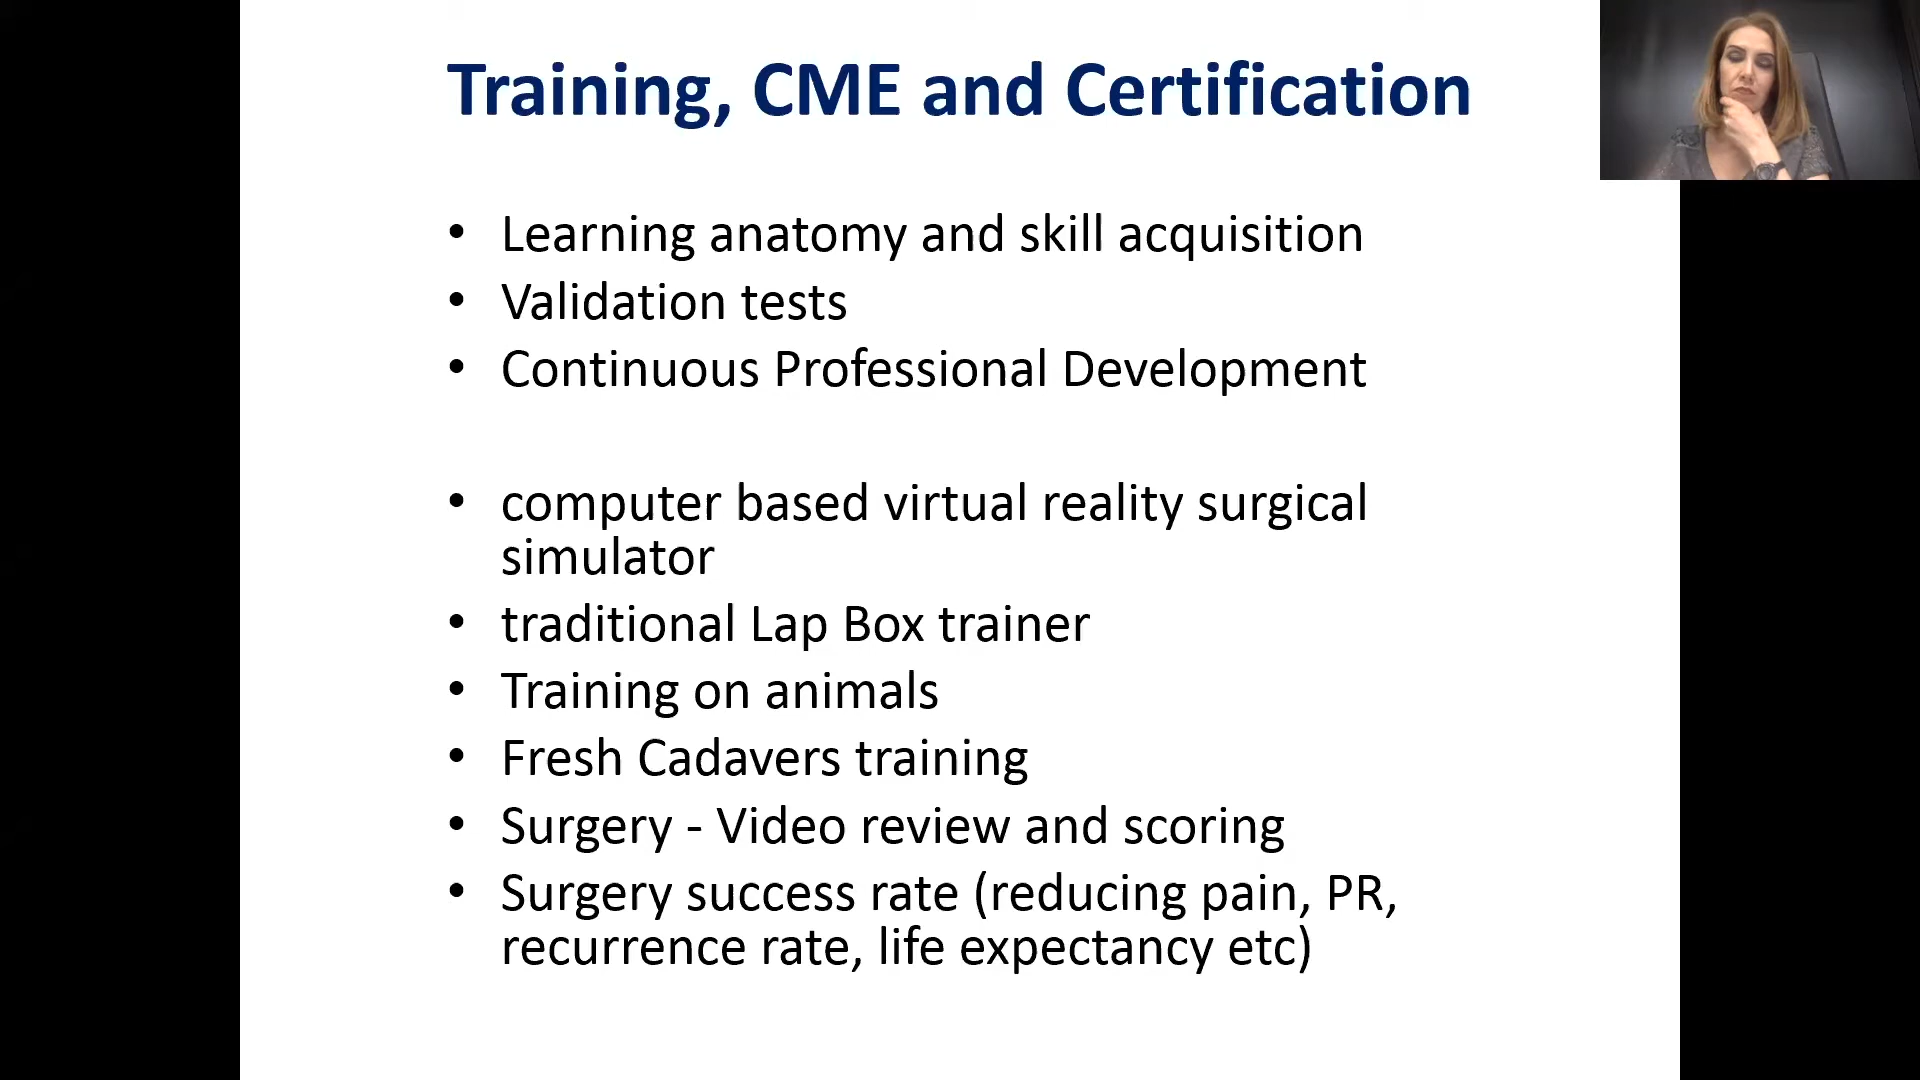 Training, CME and Certification
• Learning anatomy and skill acquisition
• Validation tests
• Continuous Professional Development
• computer based virtual reality surgical
simulator
• traditional Lap Box trainer
• Training on animals
• Fresh Cadavers training
• Surgery - Video review and scoring
• Surgery success rate (reducing pain, PR,
recurrence rate, life expectancy etc)